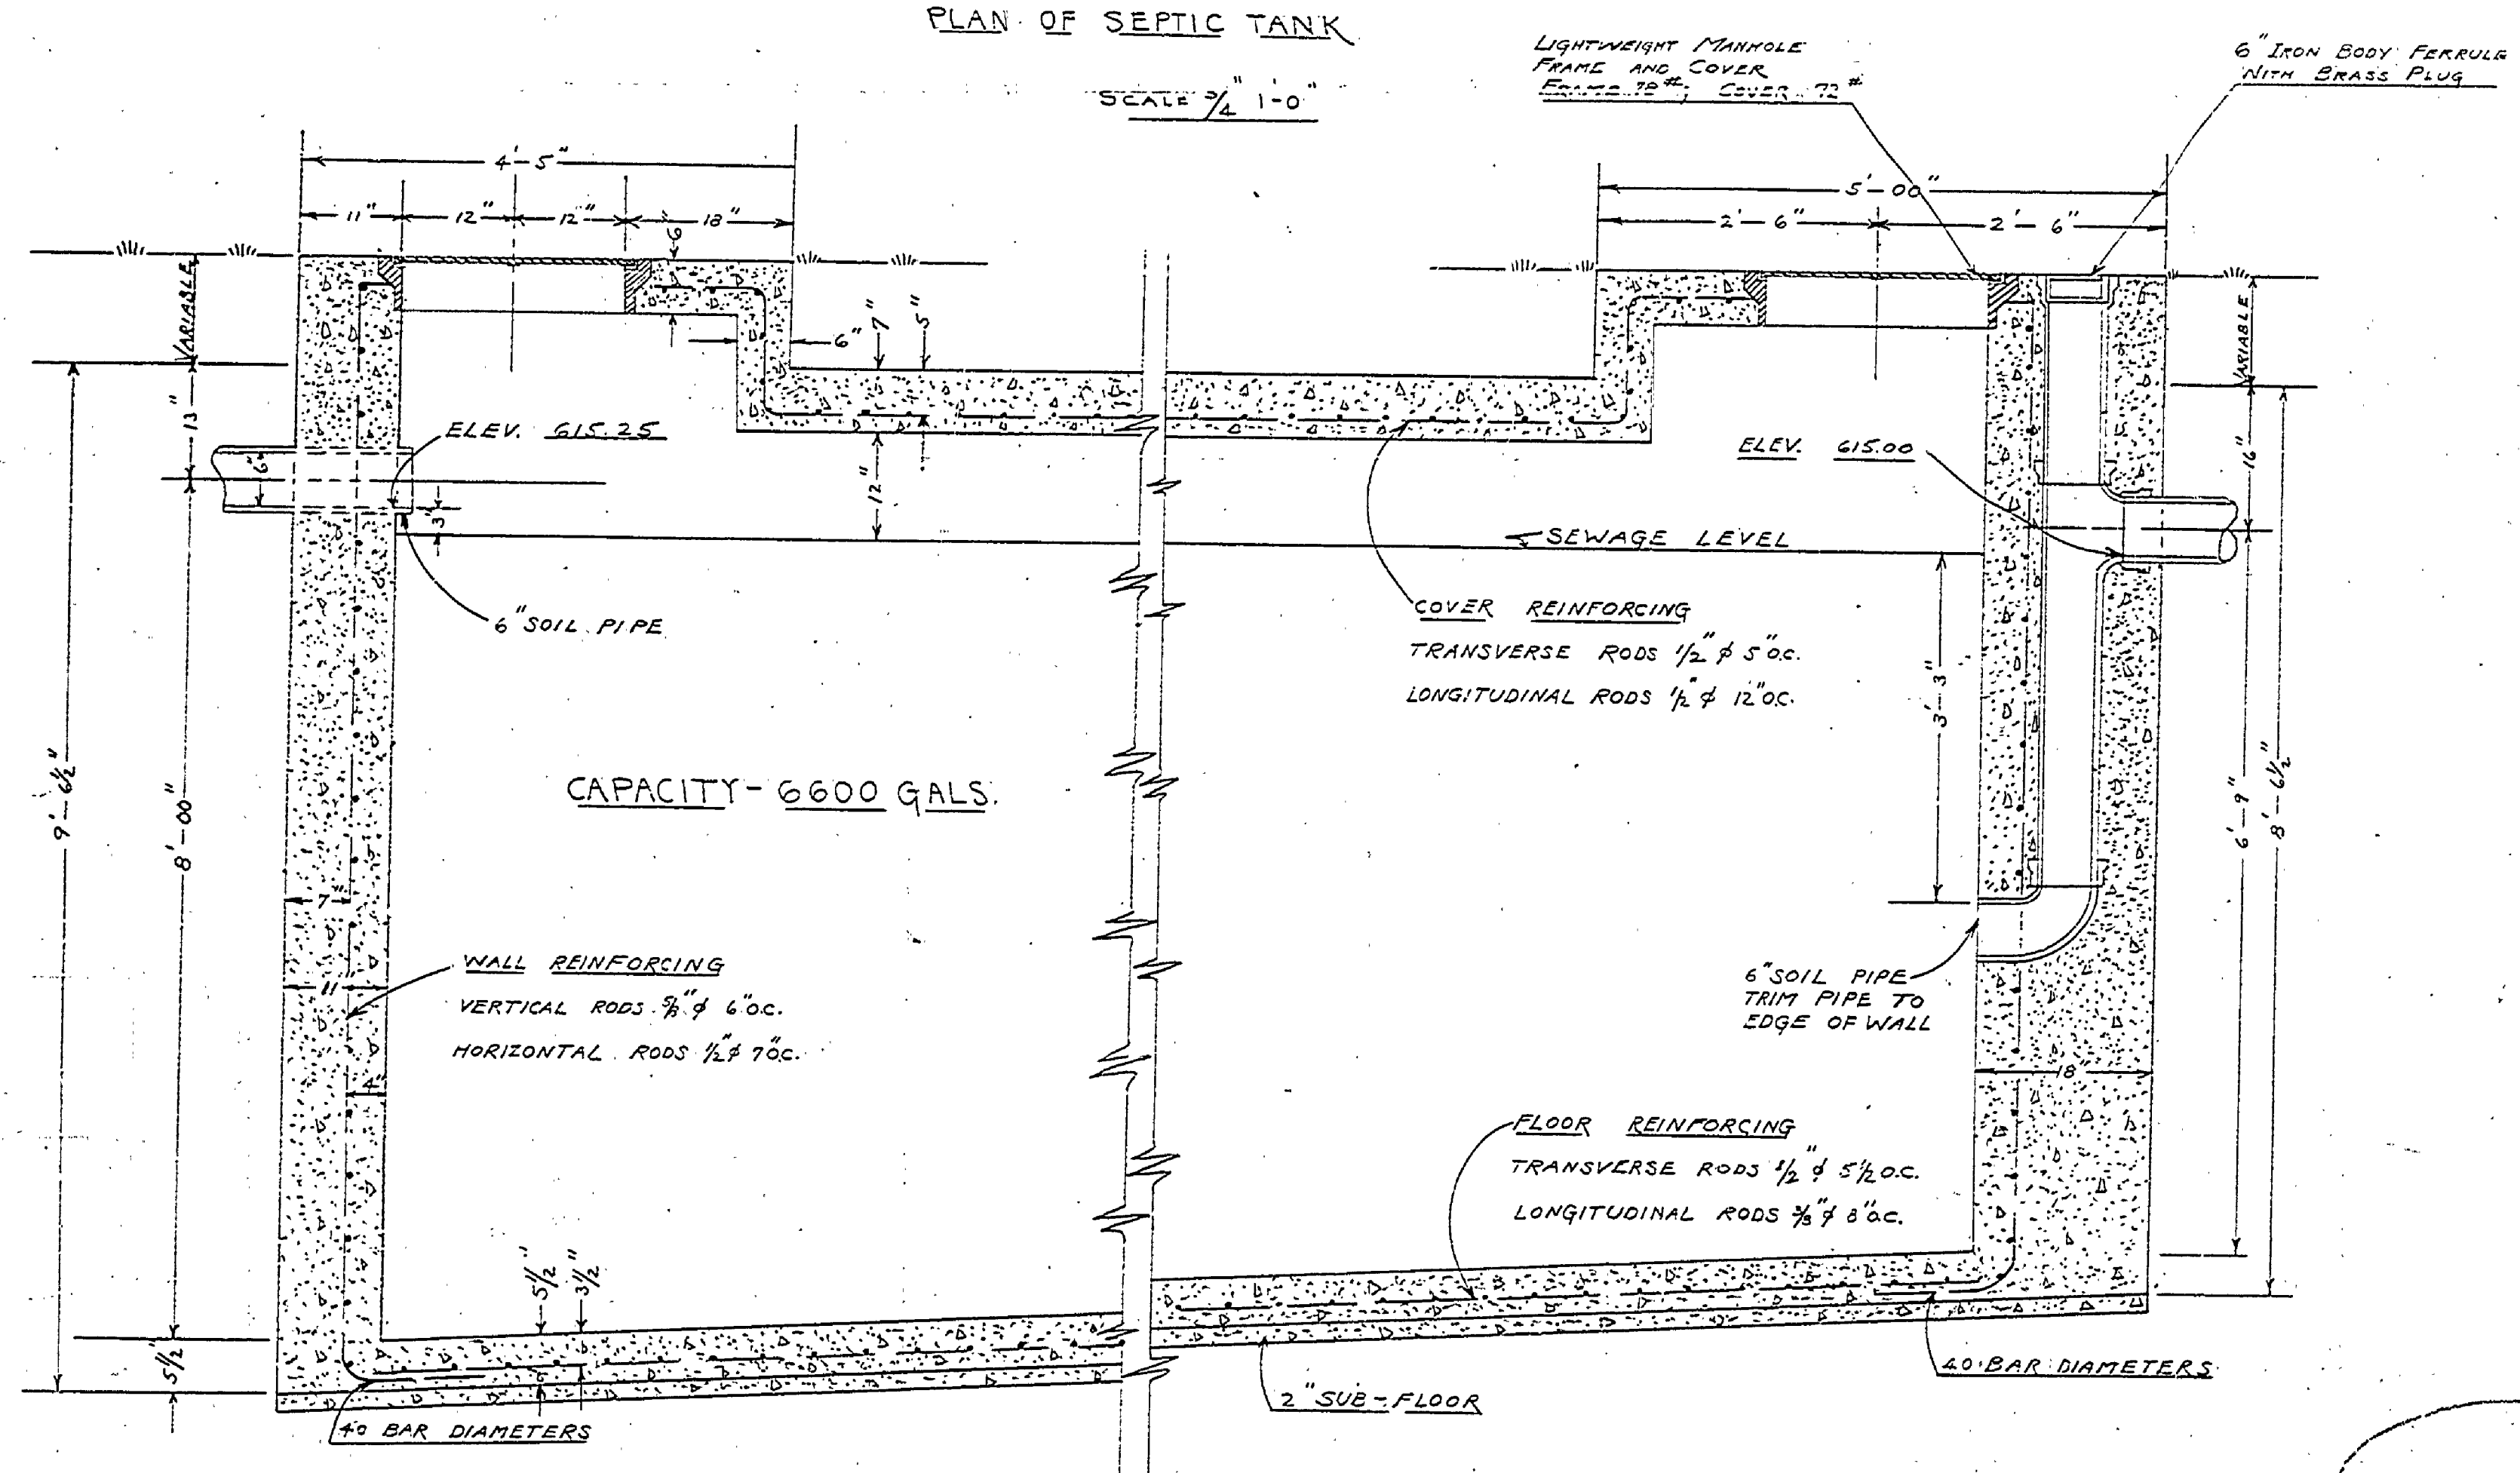 PLAN OF SEPTIC TANK
SCALE 3/4" 1'-0"
LIGHTWEIGHT MANHOLE
FRAME AND COVER
FRAME 78#; COVER 72#
6" IRON BODY FERRULE
WITH BRASS PLUG
4'-5"
11"
12"
12"
18"
6"
5'-00"
2'-6"
2'-6"
VARIABLE
13"
6"
7"
5"
VARIABLE
16"
ELEV. 615.25
6"
3"
12"
ELEV. 615.00
SEWAGE LEVEL
6" SOIL PIPE
COVER REINFORCING
TRANSVERSE RODS 1/2" ϕ 5" O.C.
LONGITUDINAL RODS 1/2" ϕ 12" O.C.
3'-3"
9'-6 1/2"
8'-00"
CAPACITY - 6600 GALS.
6'-9"
8'-6 1/2"
7"
11"
WALL REINFORCING
VERTICAL RODS ϕ 6" O.C.
HORIZONTAL RODS 1/2" ϕ 7" O.C.
4"
6" SOIL PIPE
TRIM PIPE TO
EDGE OF WALL
18"
FLOOR REINFORCING
TRANSVERSE RODS 1/2" ϕ 5 1/2 O.C.
LONGITUDINAL RODS 3/8" ϕ 8" O.C.
5 1/2"
3 1/2"
5 1/2"
40 BAR DIAMETERS
2" SUB-FLOOR
40 BAR DIAMETERS